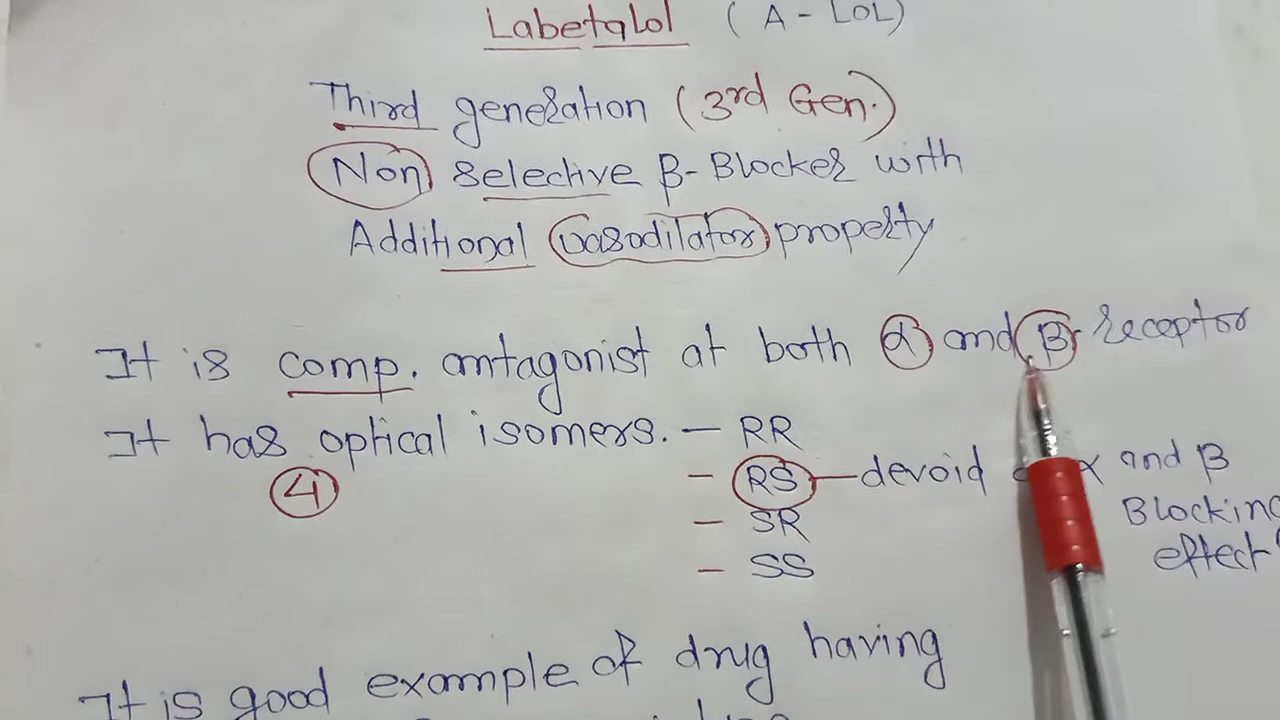 Labetalol (A-LOL)
Third generation (3rd Gen.)
Non selective β-Blocker with
Additional vasodilator property
It is comp. antagonist at both α and β receptor
It has optical isomers. - RR
4
- RS - devoid α and β
Blocking
effect
- SR
- SS
It is good example of drug having